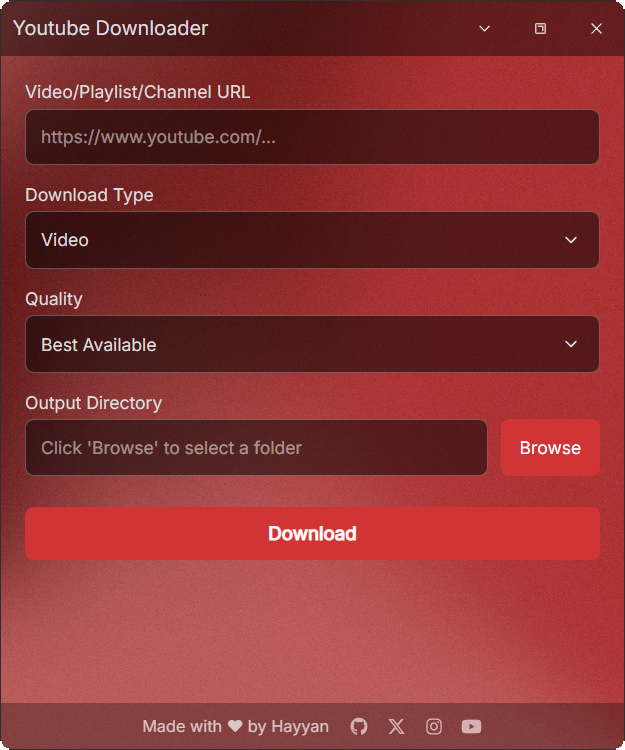 Youtube Downloader
Video/Playlist/Channel URL
https://www.youtube.com/...
Download Type
Video
Quality
Best Available
Output Directory
Click 'Browse' to select a folder
Browse
Download
Made with ❤ by Hayyan